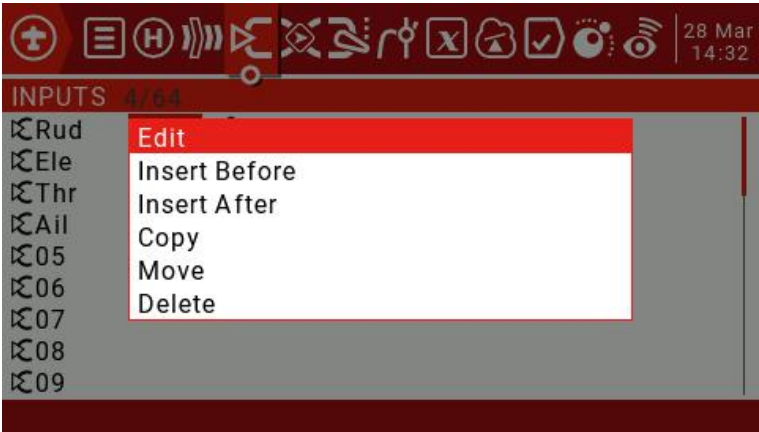 28 Mar
14:32
INPUTS 4/64
Rud
Ele
Thr
Ail
05
06
07
08
09
Edit
Insert Before
Insert After
Copy
Move
Delete